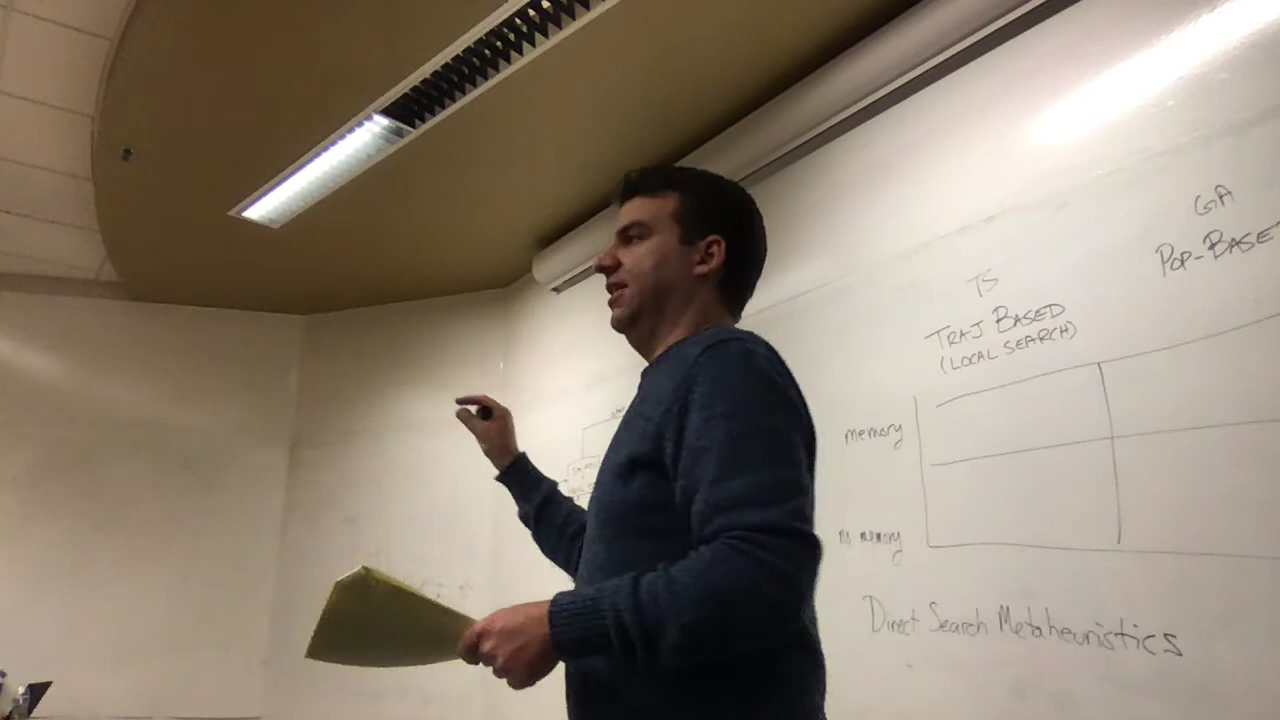 GA
POP-BASE
TS
TRAJ BASED
(LOCAL SEARCH)
memory
no memory
Direct Search Metaheuristics